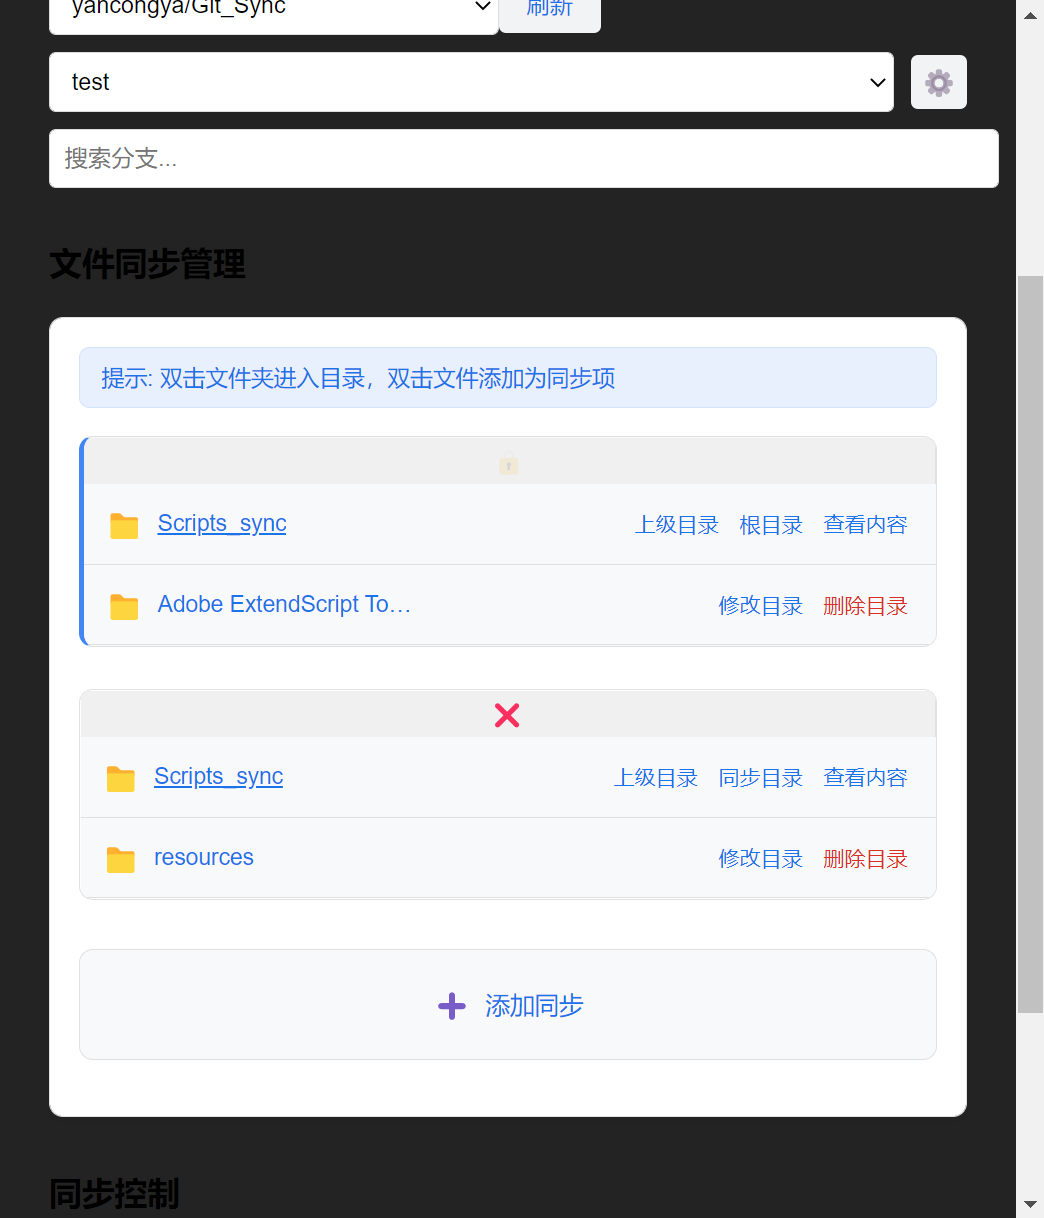 yancongya/Git_Sync 刷新
test
搜索分支...
文件同步管理
提示: 双击文件夹进入目录，双击文件添加为同步项
Scripts_sync 上级目录 根目录 查看内容
Adobe ExtendScript To... 修改目录 删除目录
Scripts_sync 上级目录 同步目录 查看内容
resources 修改目录 删除目录
添加同步
同步控制